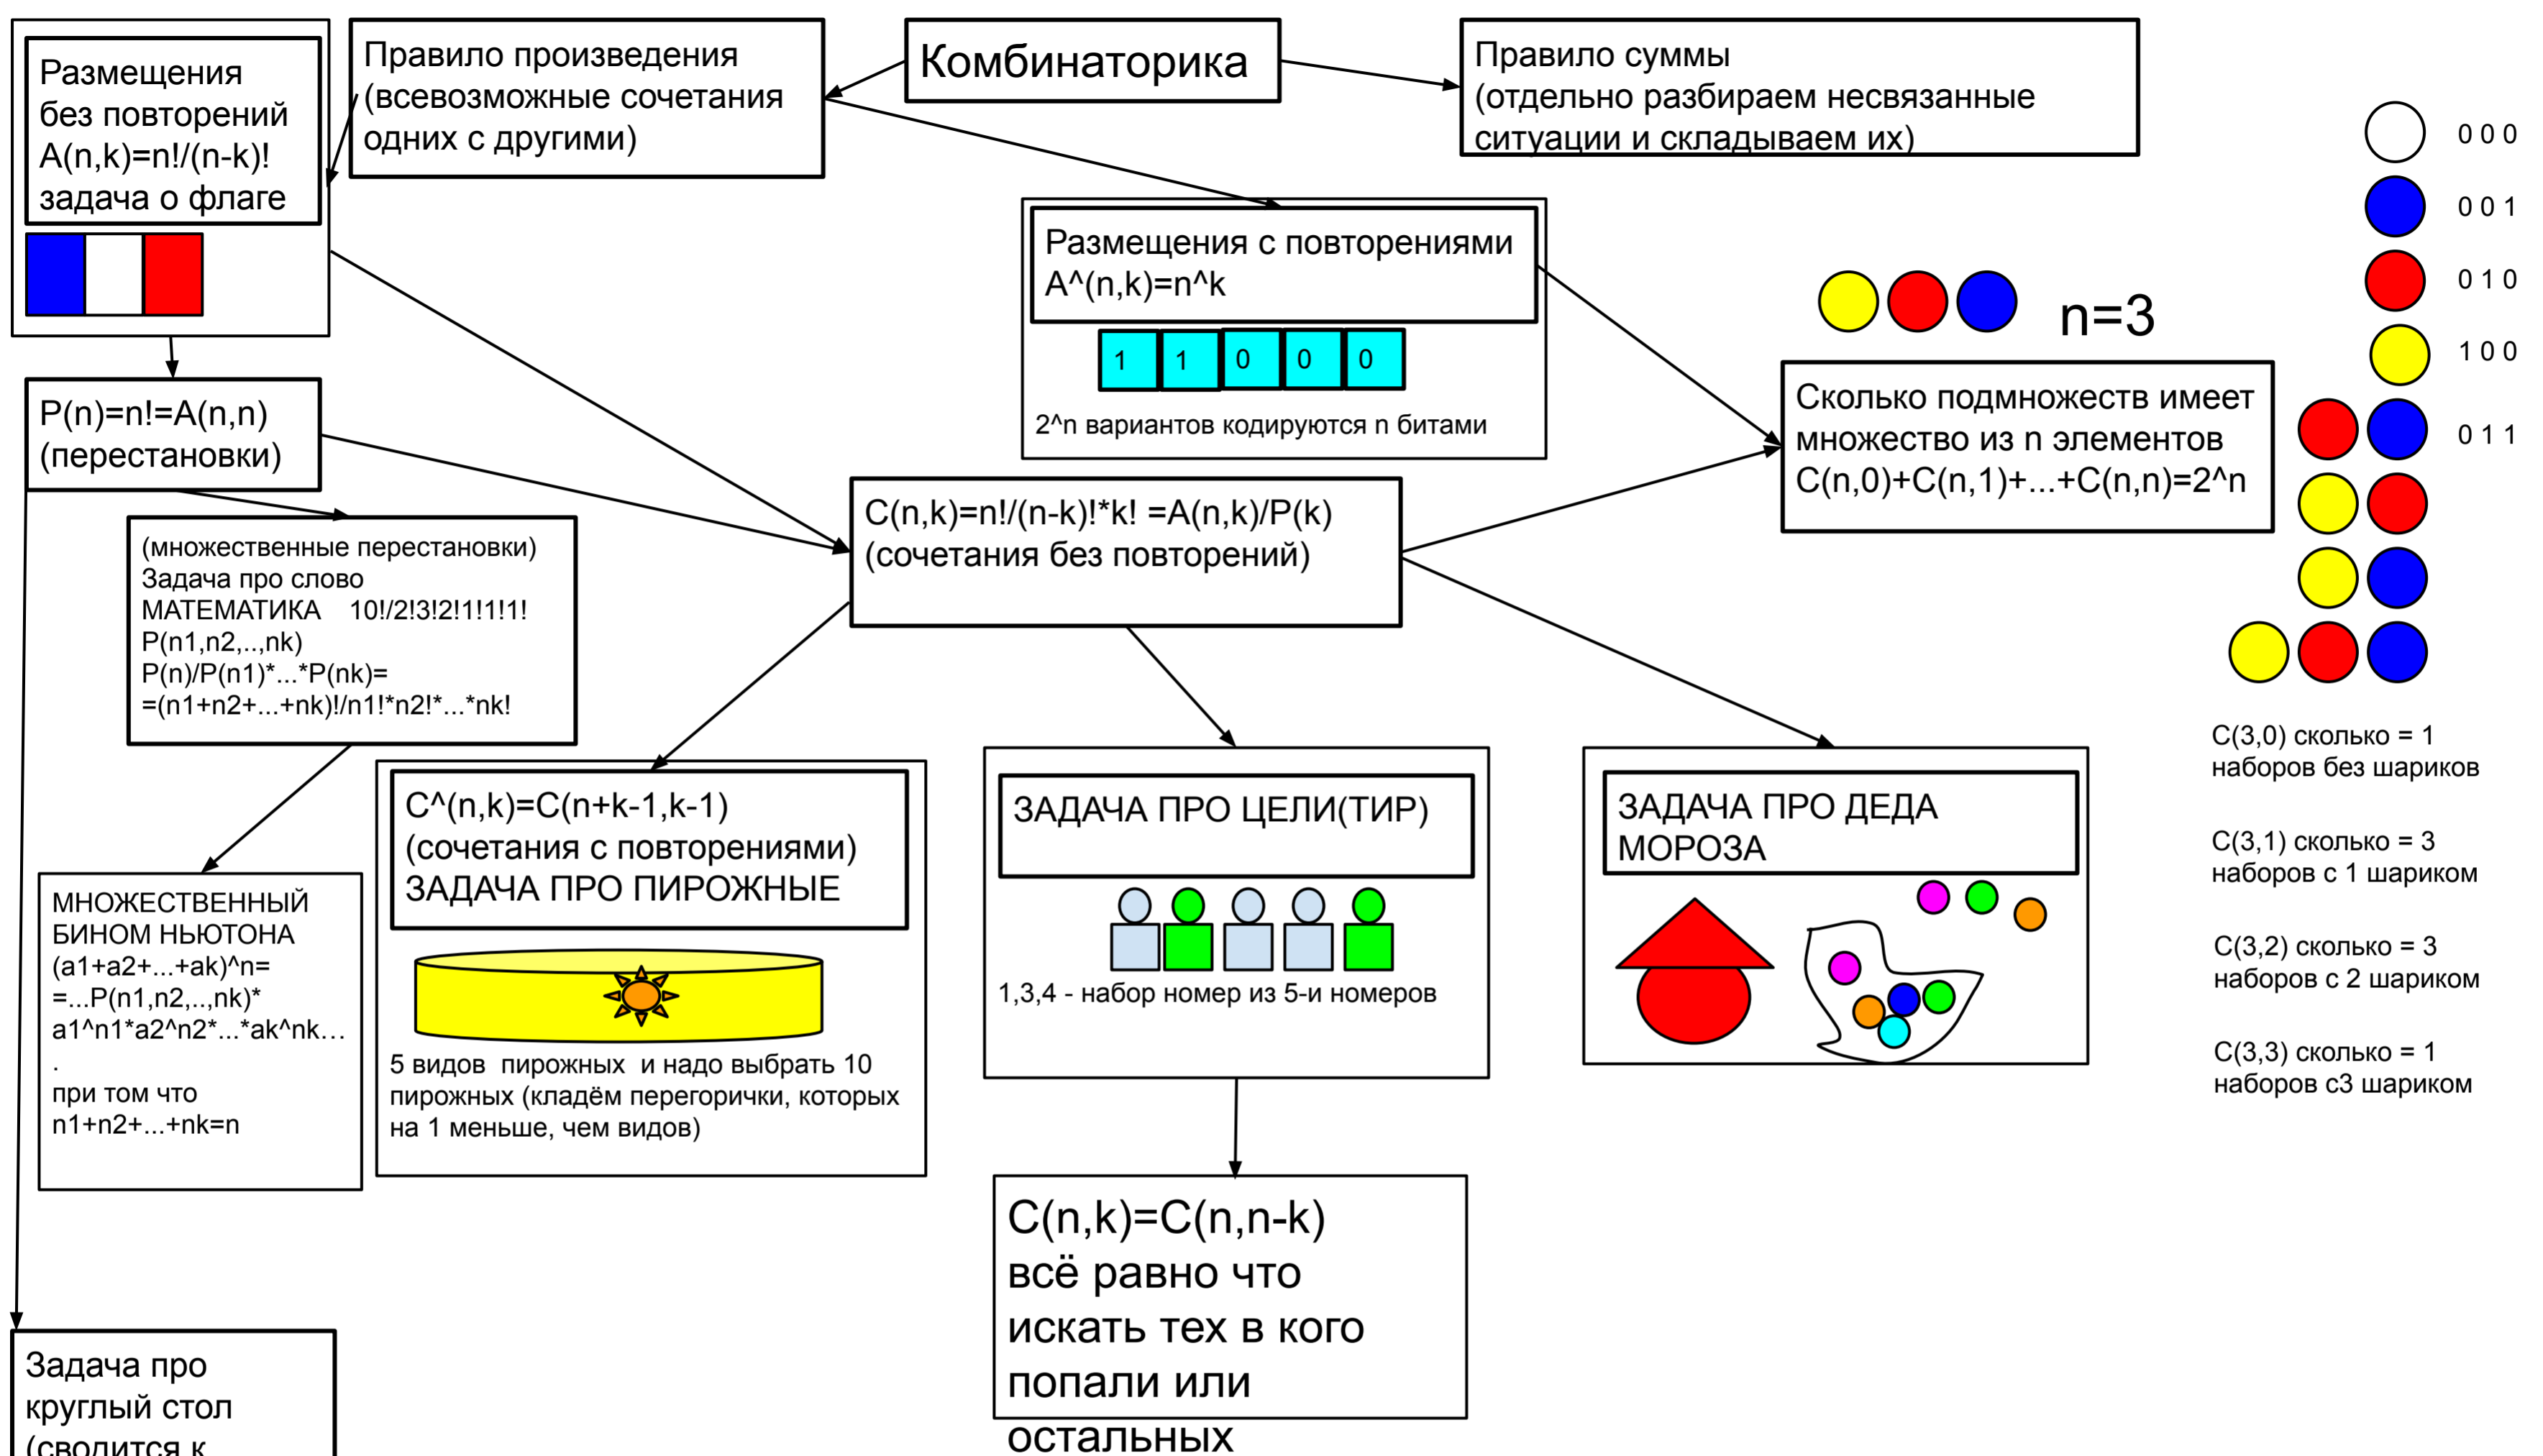 Комбинаторика
Размещения
без повторений
A(n,k)=n!/(n-k)!
задача о флаге
Правило произведения
(всевозможные сочетания
одних с другими)
Правило суммы
(отдельно разбираем несвязанные
ситуации и складываем их)
Размещения с повторениями
A^(n,k)=n^k
1 1 0 0 0
2^n вариантов кодируются n битами
n=3
Сколько подмножеств имеет
множество из n элементов
C(n,0)+C(n,1)+...+C(n,n)=2^n
0 0 0
0 0 1
0 1 0
1 0 0
0 1 1
P(n)=n!=A(n,n)
(перестановки)
C(n,k)=n!/(n-k)!*k! =A(n,k)/P(k)
(сочетания без повторений)
(множественные перестановки)
Задача про слово
МАТЕМАТИКА 10!/2!3!2!1!1!1!
P(n1,n2,..,nk)
P(n)/P(n1)*...*P(nk)=
=(n1+n2+...+nk)!/n1!*n2!*...*nk!
МНОЖЕСТВЕННЫЙ
БИНОМ НЬЮТОНА
(a1+a2+...+ak)^n=
=...P(n1,n2,..,nk)*
a1^n1*a2^n2*...*ak^nk…
.
при том что
n1+n2+...+nk=n
C^(n,k)=C(n+k-1,k-1)
(сочетания с повторениями)
ЗАДАЧА ПРО ПИРОЖНЫЕ
5 видов пирожных и надо выбрать 10
пирожных (кладём перегорички, которых
на 1 меньше, чем видов)
ЗАДАЧА ПРО ЦЕЛИ(ТИР)
1,3,4 - набор номер из 5-и номеров
ЗАДАЧА ПРО ДЕДА
МОРОЗА
C(3,0) сколько = 1
наборов без шариков
C(3,1) сколько = 3
наборов с 1 шариком
C(3,2) сколько = 3
наборов с 2 шариком
C(3,3) сколько = 1
наборов с3 шариком
C(n,k)=C(n,n-k)
всё равно что
искать тех в кого
попали или
остальных
Задача про
круглый стол
(сводится к